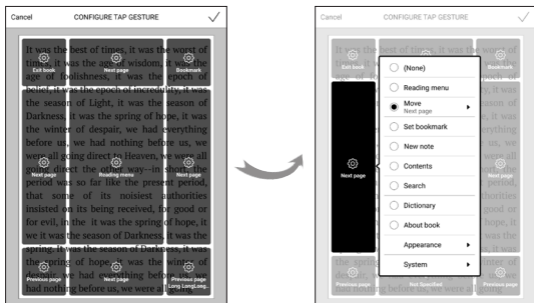 Cancel CONFIGURE TAP GESTURE
It was the best of times, it was the worst of
times, it was the age of wisdom, it was the
Exit book Next page Bookmark
age of foolishness, it was the epoch of
belief, it was the epoch of incredulity, it was
the season of Light, it was the season of
Darkness, it was the spring of hope, it was
the winter of despair, we had everything
before us, we had nothing before us, we
were all going direct to Heaven, we were all
going direct the other way—in short, the
Next page Reading menu Next page
period was so far like the present period,
that some of its noisiest authorities
insisted on its being received, for good or
for evil, in the it was the spring of hope, it
we it was the season of Darkness, it was the
spring. It was the season of Darkness, it was
the spring of hope, it was the winter of
despair, we had everything before us, we
Previous page Next page Previous page
Long LangLang...
had nothing before us, we were all going
Cancel CONFIGURE TAP GESTURE
Exit book Bookmark
Next page Next page
(None)
Reading menu
Move
Next page
Set bookmark
New note
Contents
Search
Dictionary
About book
Appearance
System
Previous page Not Specified Previous page